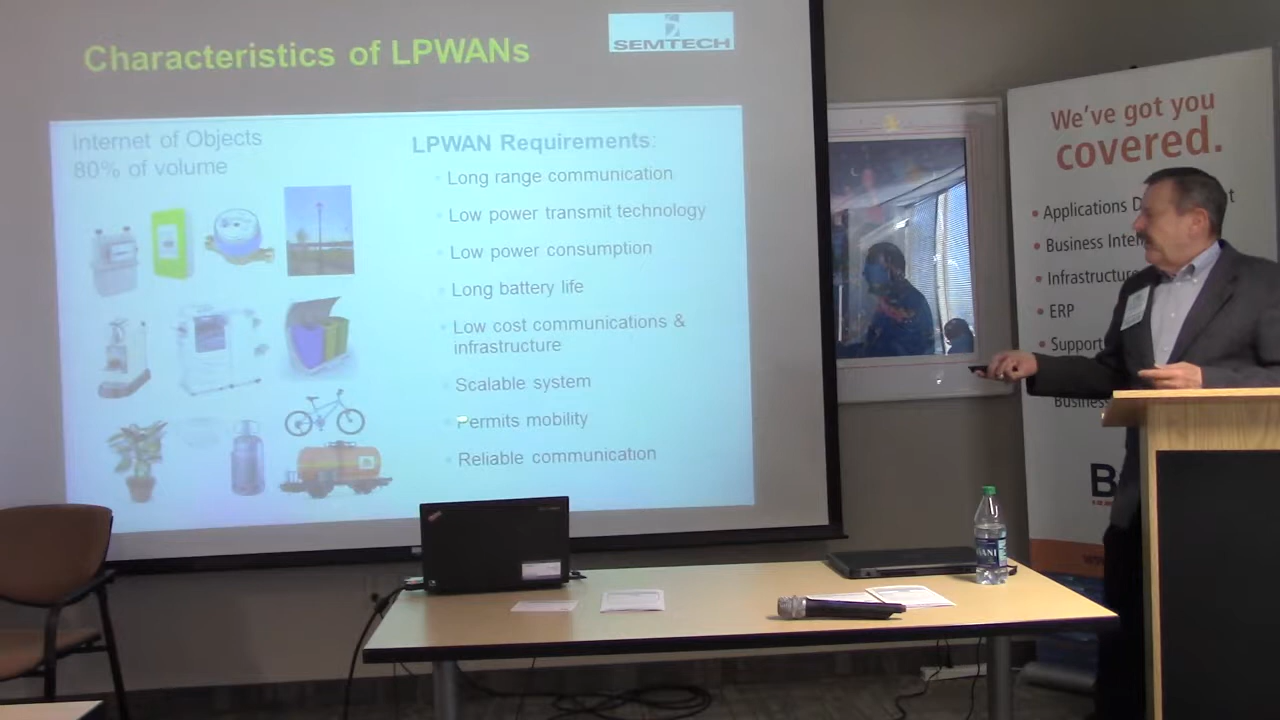 Characteristics of LPWANs
SEMTECH
Internet of Objects
80% of volume
LPWAN Requirements:
Long range communication
Low power transmit technology
Low power consumption
Long battery life
Low cost communications &
infrastructure
Scalable system
Permits mobility
Reliable communication
We've got you
covered.
Applications D
Business Inte
Infrastructure
ERP
Support
Business
B